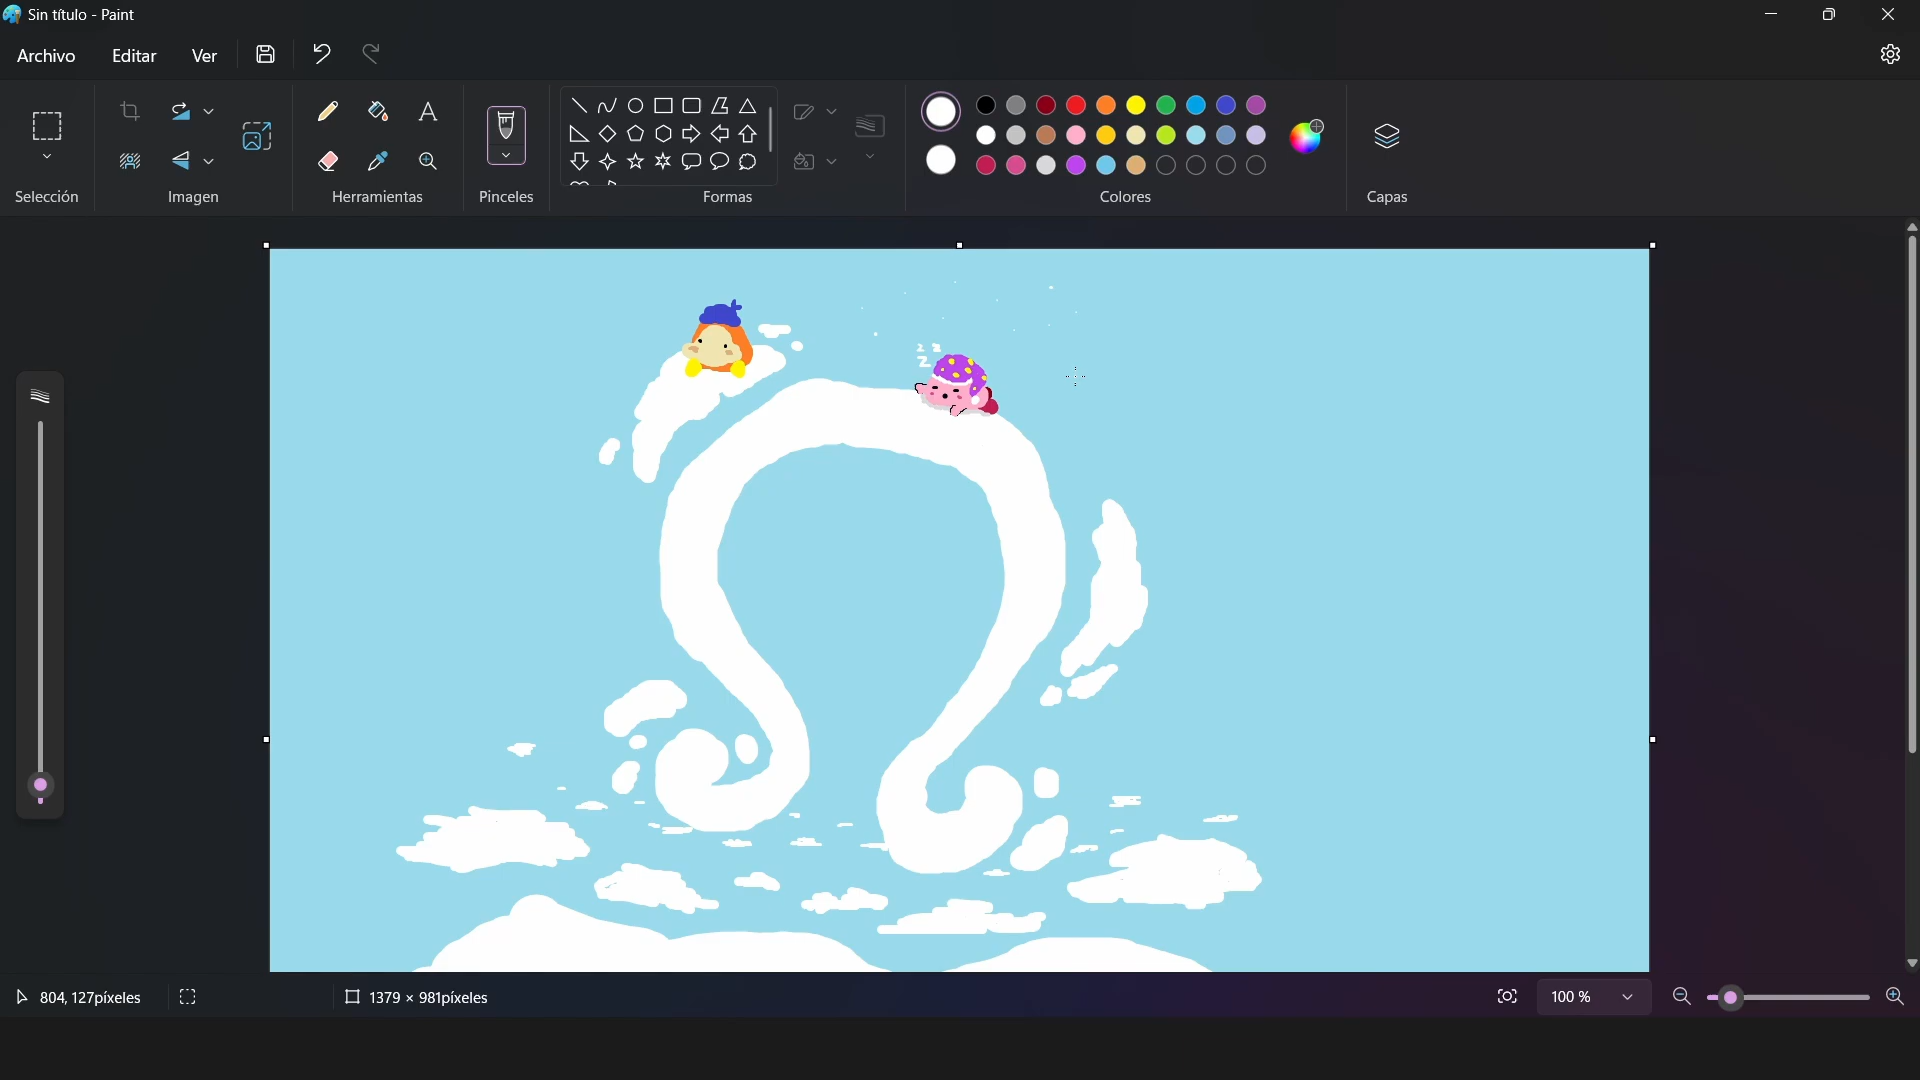 Sin título - Paint
Archivo Editar Ver
Selección Imagen Herramientas Pinceles Formas Colores Capas
z z
z
804, 127píxeles 1379 × 981píxeles 100 %